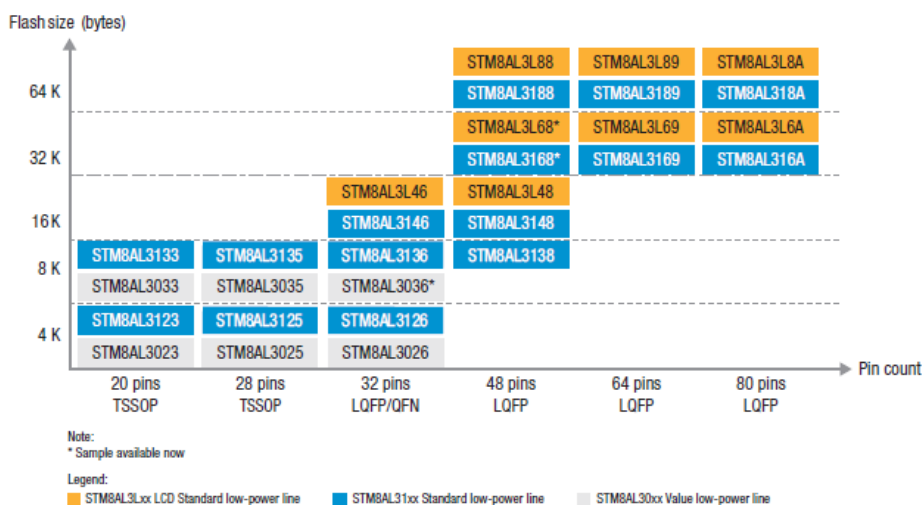 Flash size (bytes)
STM8AL3L88 STM8AL3L89 STM8AL3L8A
64 K STM8AL3188 STM8AL3189 STM8AL318A
STM8AL3L68* STM8AL3L69 STM8AL3L6A
32 K STM8AL3168* STM8AL3169 STM8AL316A
STM8AL3L46 STM8AL3L48
16 K STM8AL3146 STM8AL3148
STM8AL3133 STM8AL3135 STM8AL3136 STM8AL3138
8 K
STM8AL3033 STM8AL3035 STM8AL3036*
STM8AL3123 STM8AL3125 STM8AL3126
4 K
STM8AL3023 STM8AL3025 STM8AL3026
Pin count
20 pins 28 pins 32 pins 48 pins 64 pins 80 pins
TSSOP TSSOP LQFP/QFN LQFP LQFP LQFP
Note:
* Sample available now
Legend:
STM8AL3Lxx LCD Standard low-power line STM8AL31xx Standard low-power line STM8AL30xx Value low-power line